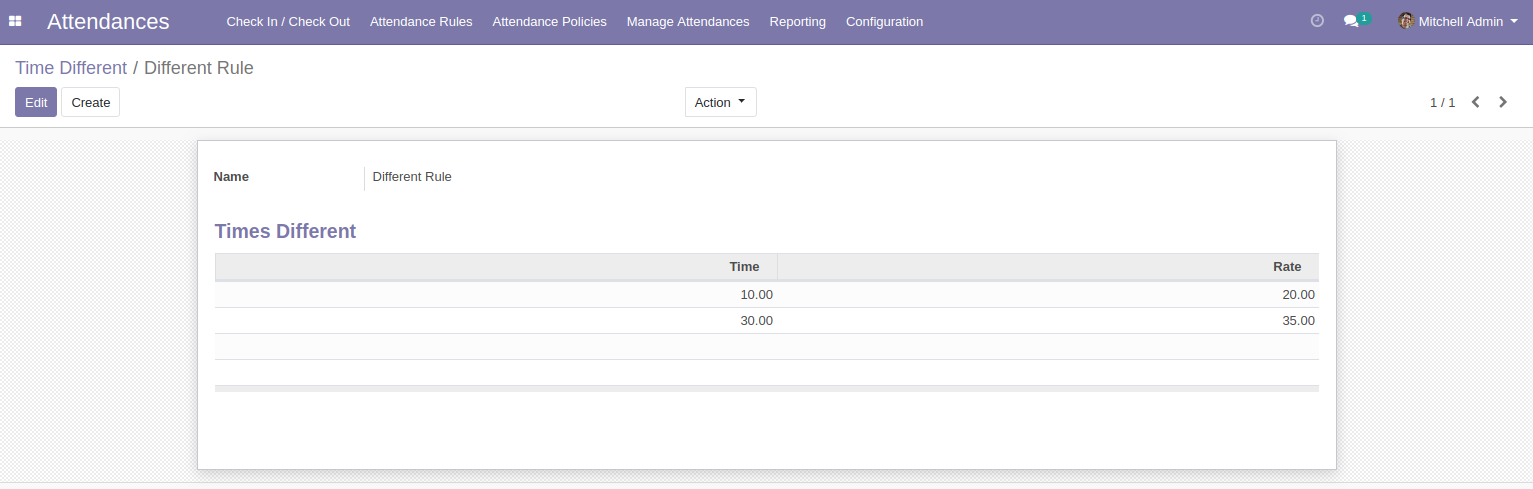 Attendances Check In / Check Out Attendance Rules Attendance Policies Manage Attendances Reporting Configuration 1 Mitchell Admin
Time Different / Different Rule
Edit Create Action 1 / 1
Name Different Rule
Times Different
Time Rate
10.00 20.00
30.00 35.00